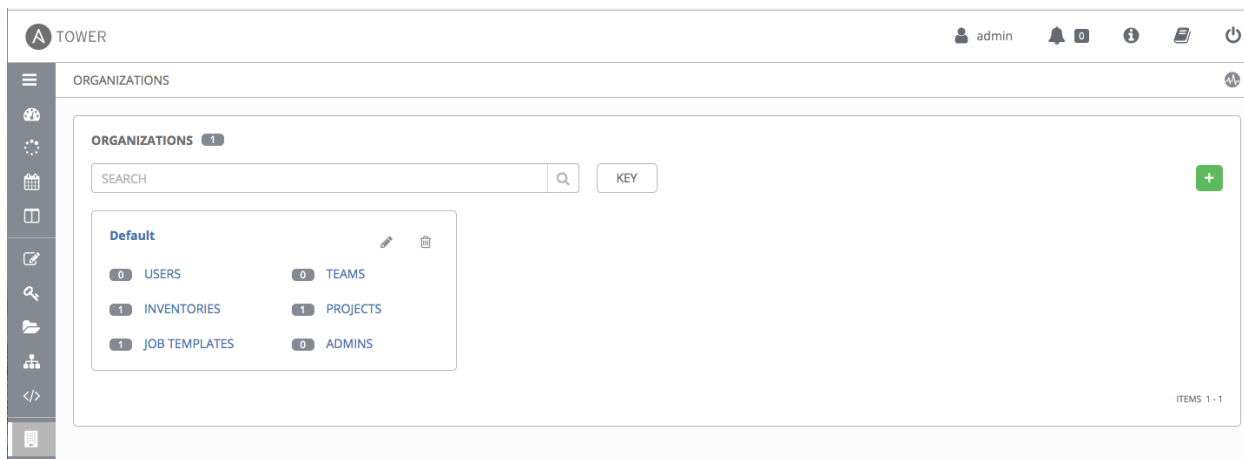 A TOWER admin 0
ORGANIZATIONS
ORGANIZATIONS 1
SEARCH KEY +
Default
0 USERS 0 TEAMS
1 INVENTORIES 1 PROJECTS
1 JOB TEMPLATES 0 ADMINS
ITEMS 1 - 1